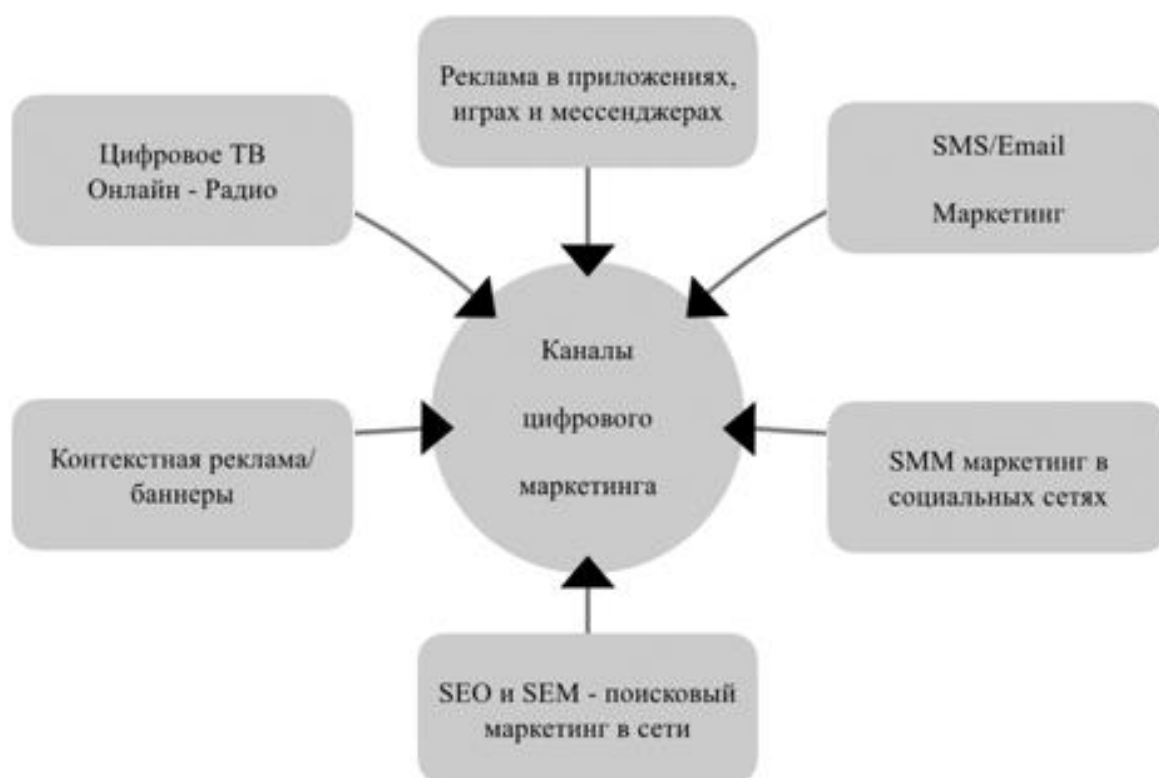 Реклама в приложениях,
играх и мессенджерах
Цифровое ТВ
Онлайн - Радио
SMS/Email
Маркетинг
Каналы
цифрового
маркетинга
Контекстная реклама/
баннеры
SMM маркетинг в
социальных сетях
SEO и SEM - поисковый
маркетинг в сети